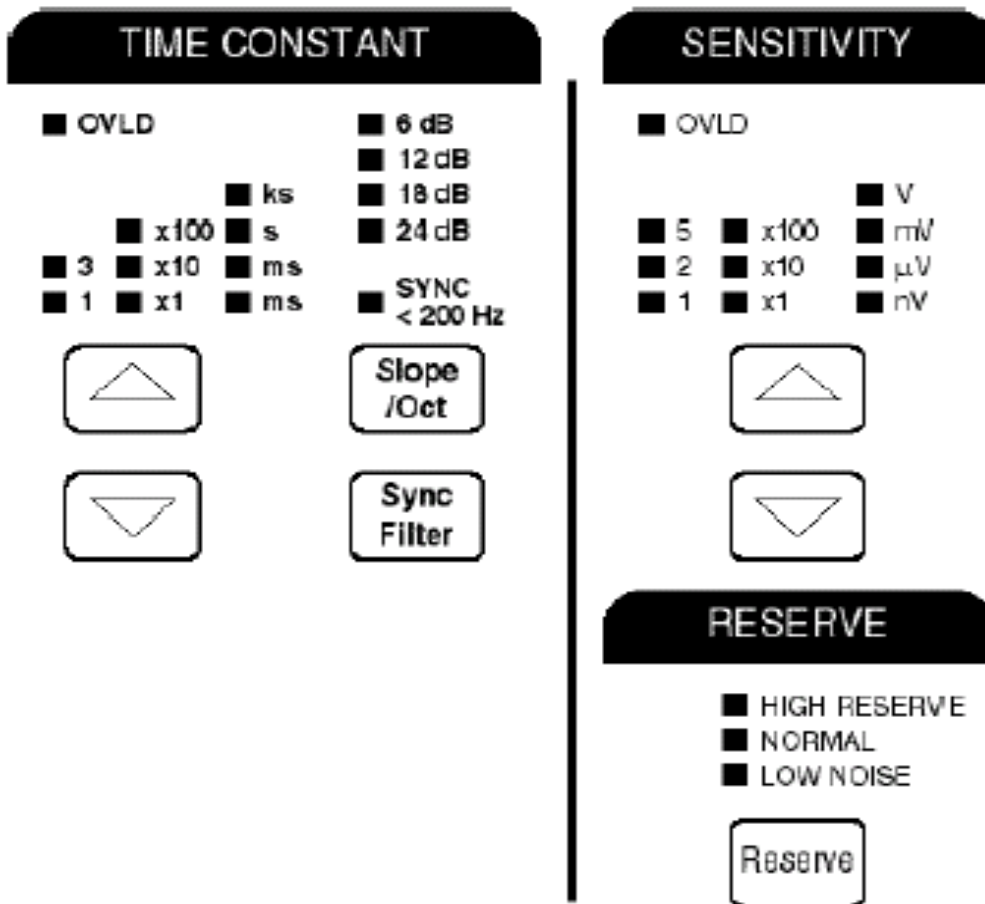 TIME CONSTANT
OVLD
6 dB
12 dB
18 dB
ks
24 dB
x100
s
3
x10
ms
1
x1
ms
SYNC
< 200 Hz
Slope
/Oct
Sync
Filter
SENSITIVITY
OVLD
V
5
x100
mV
2
x10
μV
1
x1
nV
RESERVE
HIGH RESERVE
NORMAL
LOW NOISE
Reserve